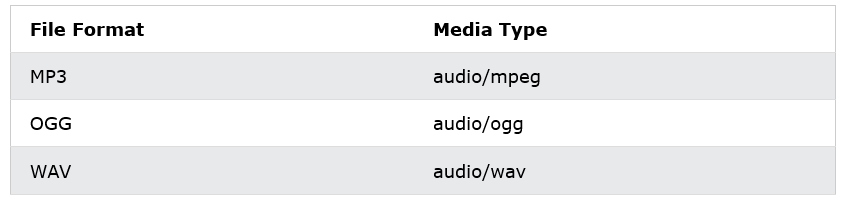 File Format Media Type
MP3 audio/mpeg
OGG audio/ogg
WAV audio/wav